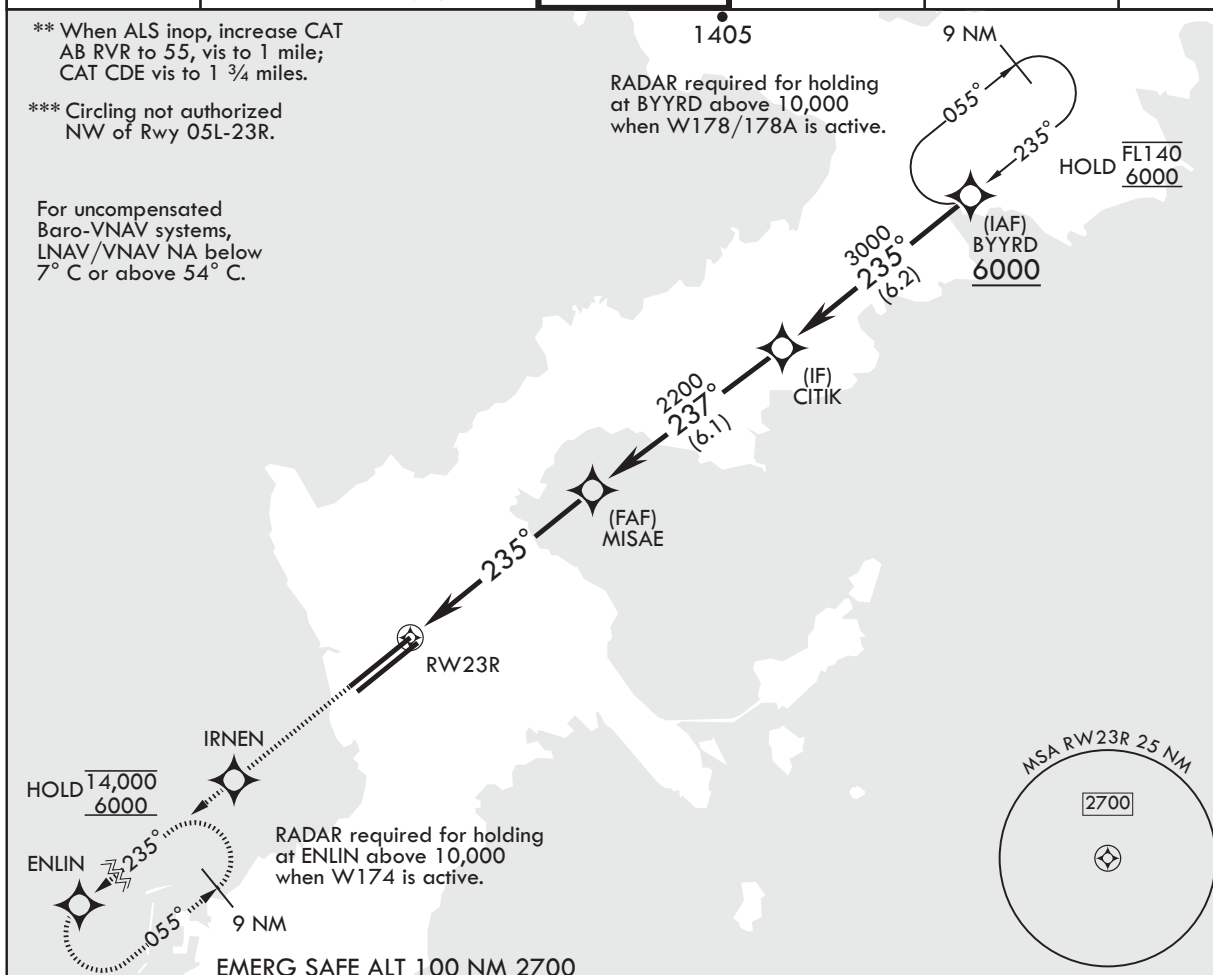 ** When ALS inop, increase CAT
AB RVR to 55, vis to 1 mile;
CAT CDE vis to 1 ¾ miles.
*** Circling not authorized
NW of Rwy 05L-23R.
For uncompensated
Baro-VNAV systems,
LNAV/VNAV NA below
7° C or above 54° C.
1405
RADAR required for holding
at BYYRD above 10,000
when W178/178A is active.
9 NM
055°
235°
HOLD FL140
6000
(IAF)
BYYRD
6000
3000
235°
(6.2)
(IF)
CITIK
2200
237°
(6.1)
(FAF)
MISAE
235°
RW23R
IRNEN
HOLD 14,000
6000
235°
ENLIN
055°
9 NM
RADAR required for holding
at ENLIN above 10,000
when W174 is active.
EMERG SAFE ALT 100 NM 2700
MSA RW23R 25 NM
2700